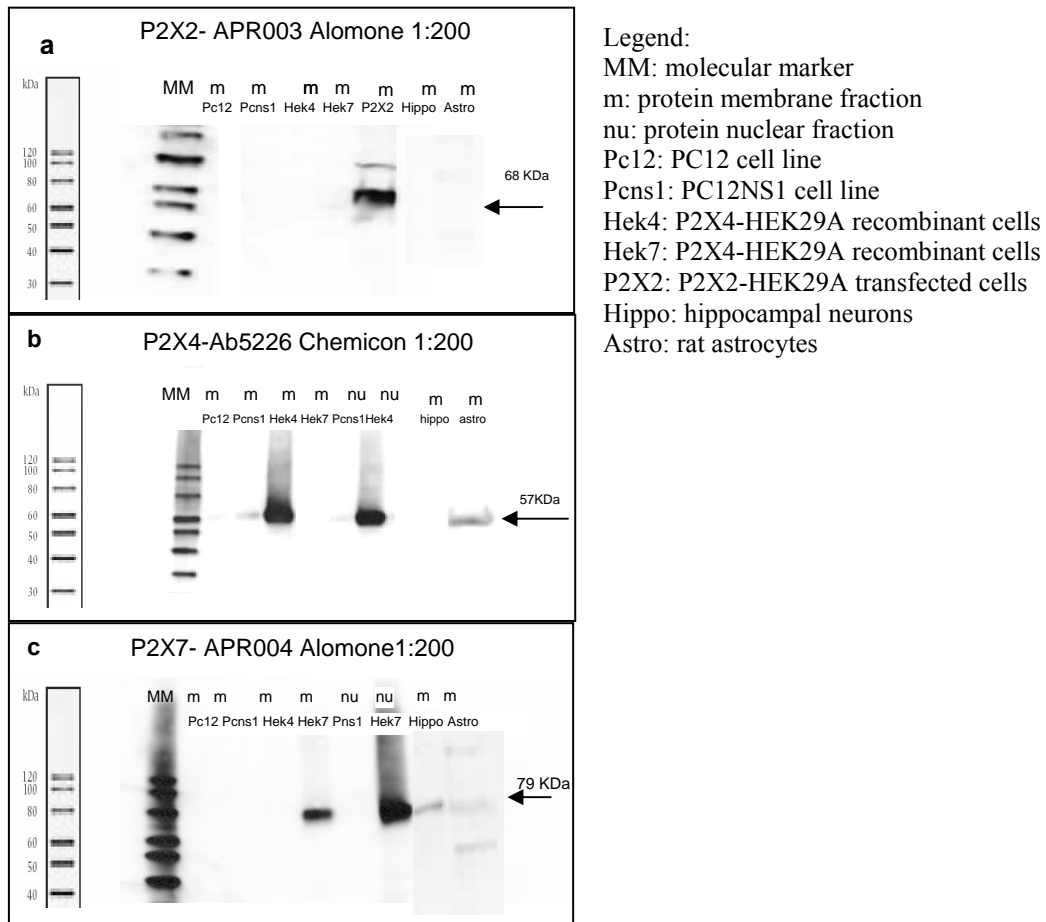 a
P2X2- APR003 Alomone 1:200
kDa
MM m m m m m m m
Pc12 Pcns1 Hek4 Hek7 P2X2 Hippo Astro
120
100
80
60
50
40
30
68 KDa
b
P2X4-Ab5226 Chemicon 1:200
kDa
MM m m m m nu nu m m
Pc12 Pcns1 Hek4 Hek7 Pcns1Hek4 hippo astro
120
100
80
60
50
40
30
57KDa
c
P2X7- APR004 Alomone1:200
kDa
MM m m m m nu nu m m
Pc12 Pcns1 Hek4 Hek7 Pns1 Hek7 Hippo Astro
120
100
80
60
50
40
79 KDa
Legend:
MM: molecular marker
m: protein membrane fraction
nu: protein nuclear fraction
Pc12: PC12 cell line
Pcns1: PC12NS1 cell line
Hek4: P2X4-HEK29A recombinant cells
Hek7: P2X4-HEK29A recombinant cells
P2X2: P2X2-HEK29A transfected cells
Hippo: hippocampal neurons
Astro: rat astrocytes